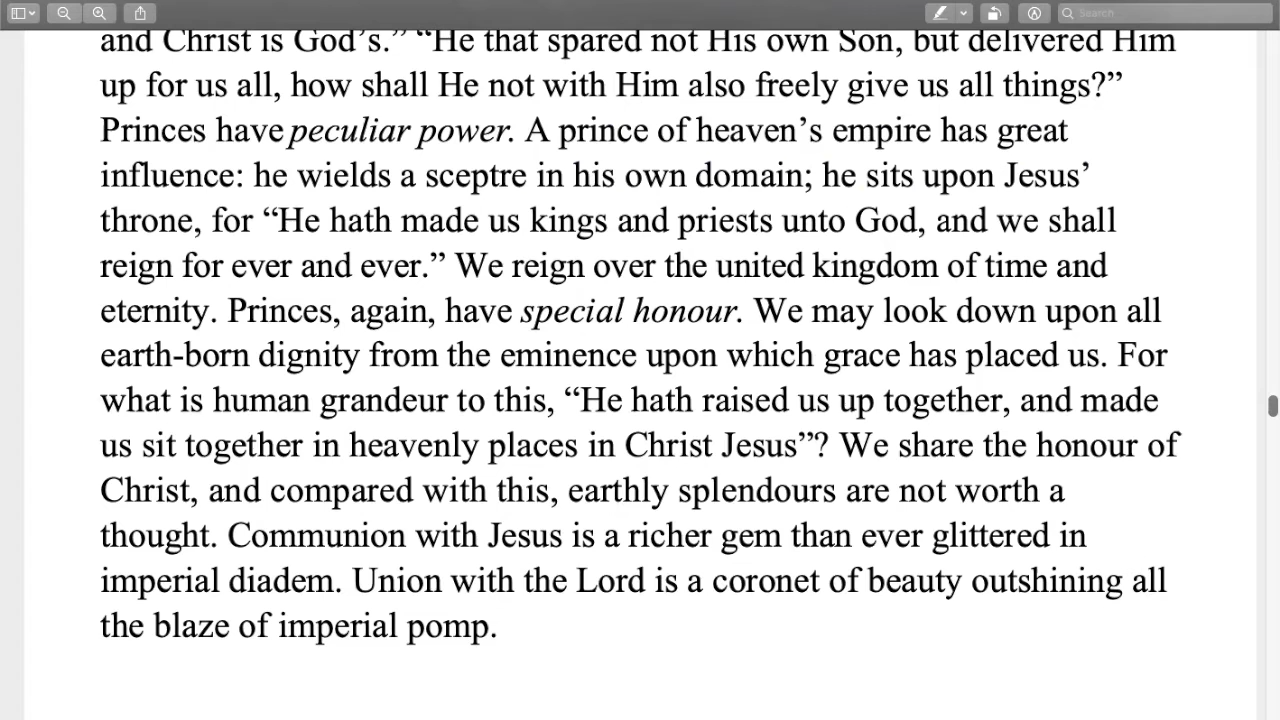 Search
and Christ is God’s.” “He that spared not His own Son, but delivered Him
up for us all, how shall He not with Him also freely give us all things?”
Princes have peculiar power. A prince of heaven’s empire has great
influence: he wields a sceptre in his own domain; he sits upon Jesus’
throne, for “He hath made us kings and priests unto God, and we shall
reign for ever and ever.” We reign over the united kingdom of time and
eternity. Princes, again, have special honour. We may look down upon all
earth-born dignity from the eminence upon which grace has placed us. For
what is human grandeur to this, “He hath raised us up together, and made
us sit together in heavenly places in Christ Jesus”? We share the honour of
Christ, and compared with this, earthly splendours are not worth a
thought. Communion with Jesus is a richer gem than ever glittered in
imperial diadem. Union with the Lord is a coronet of beauty outshining all
the blaze of imperial pomp.